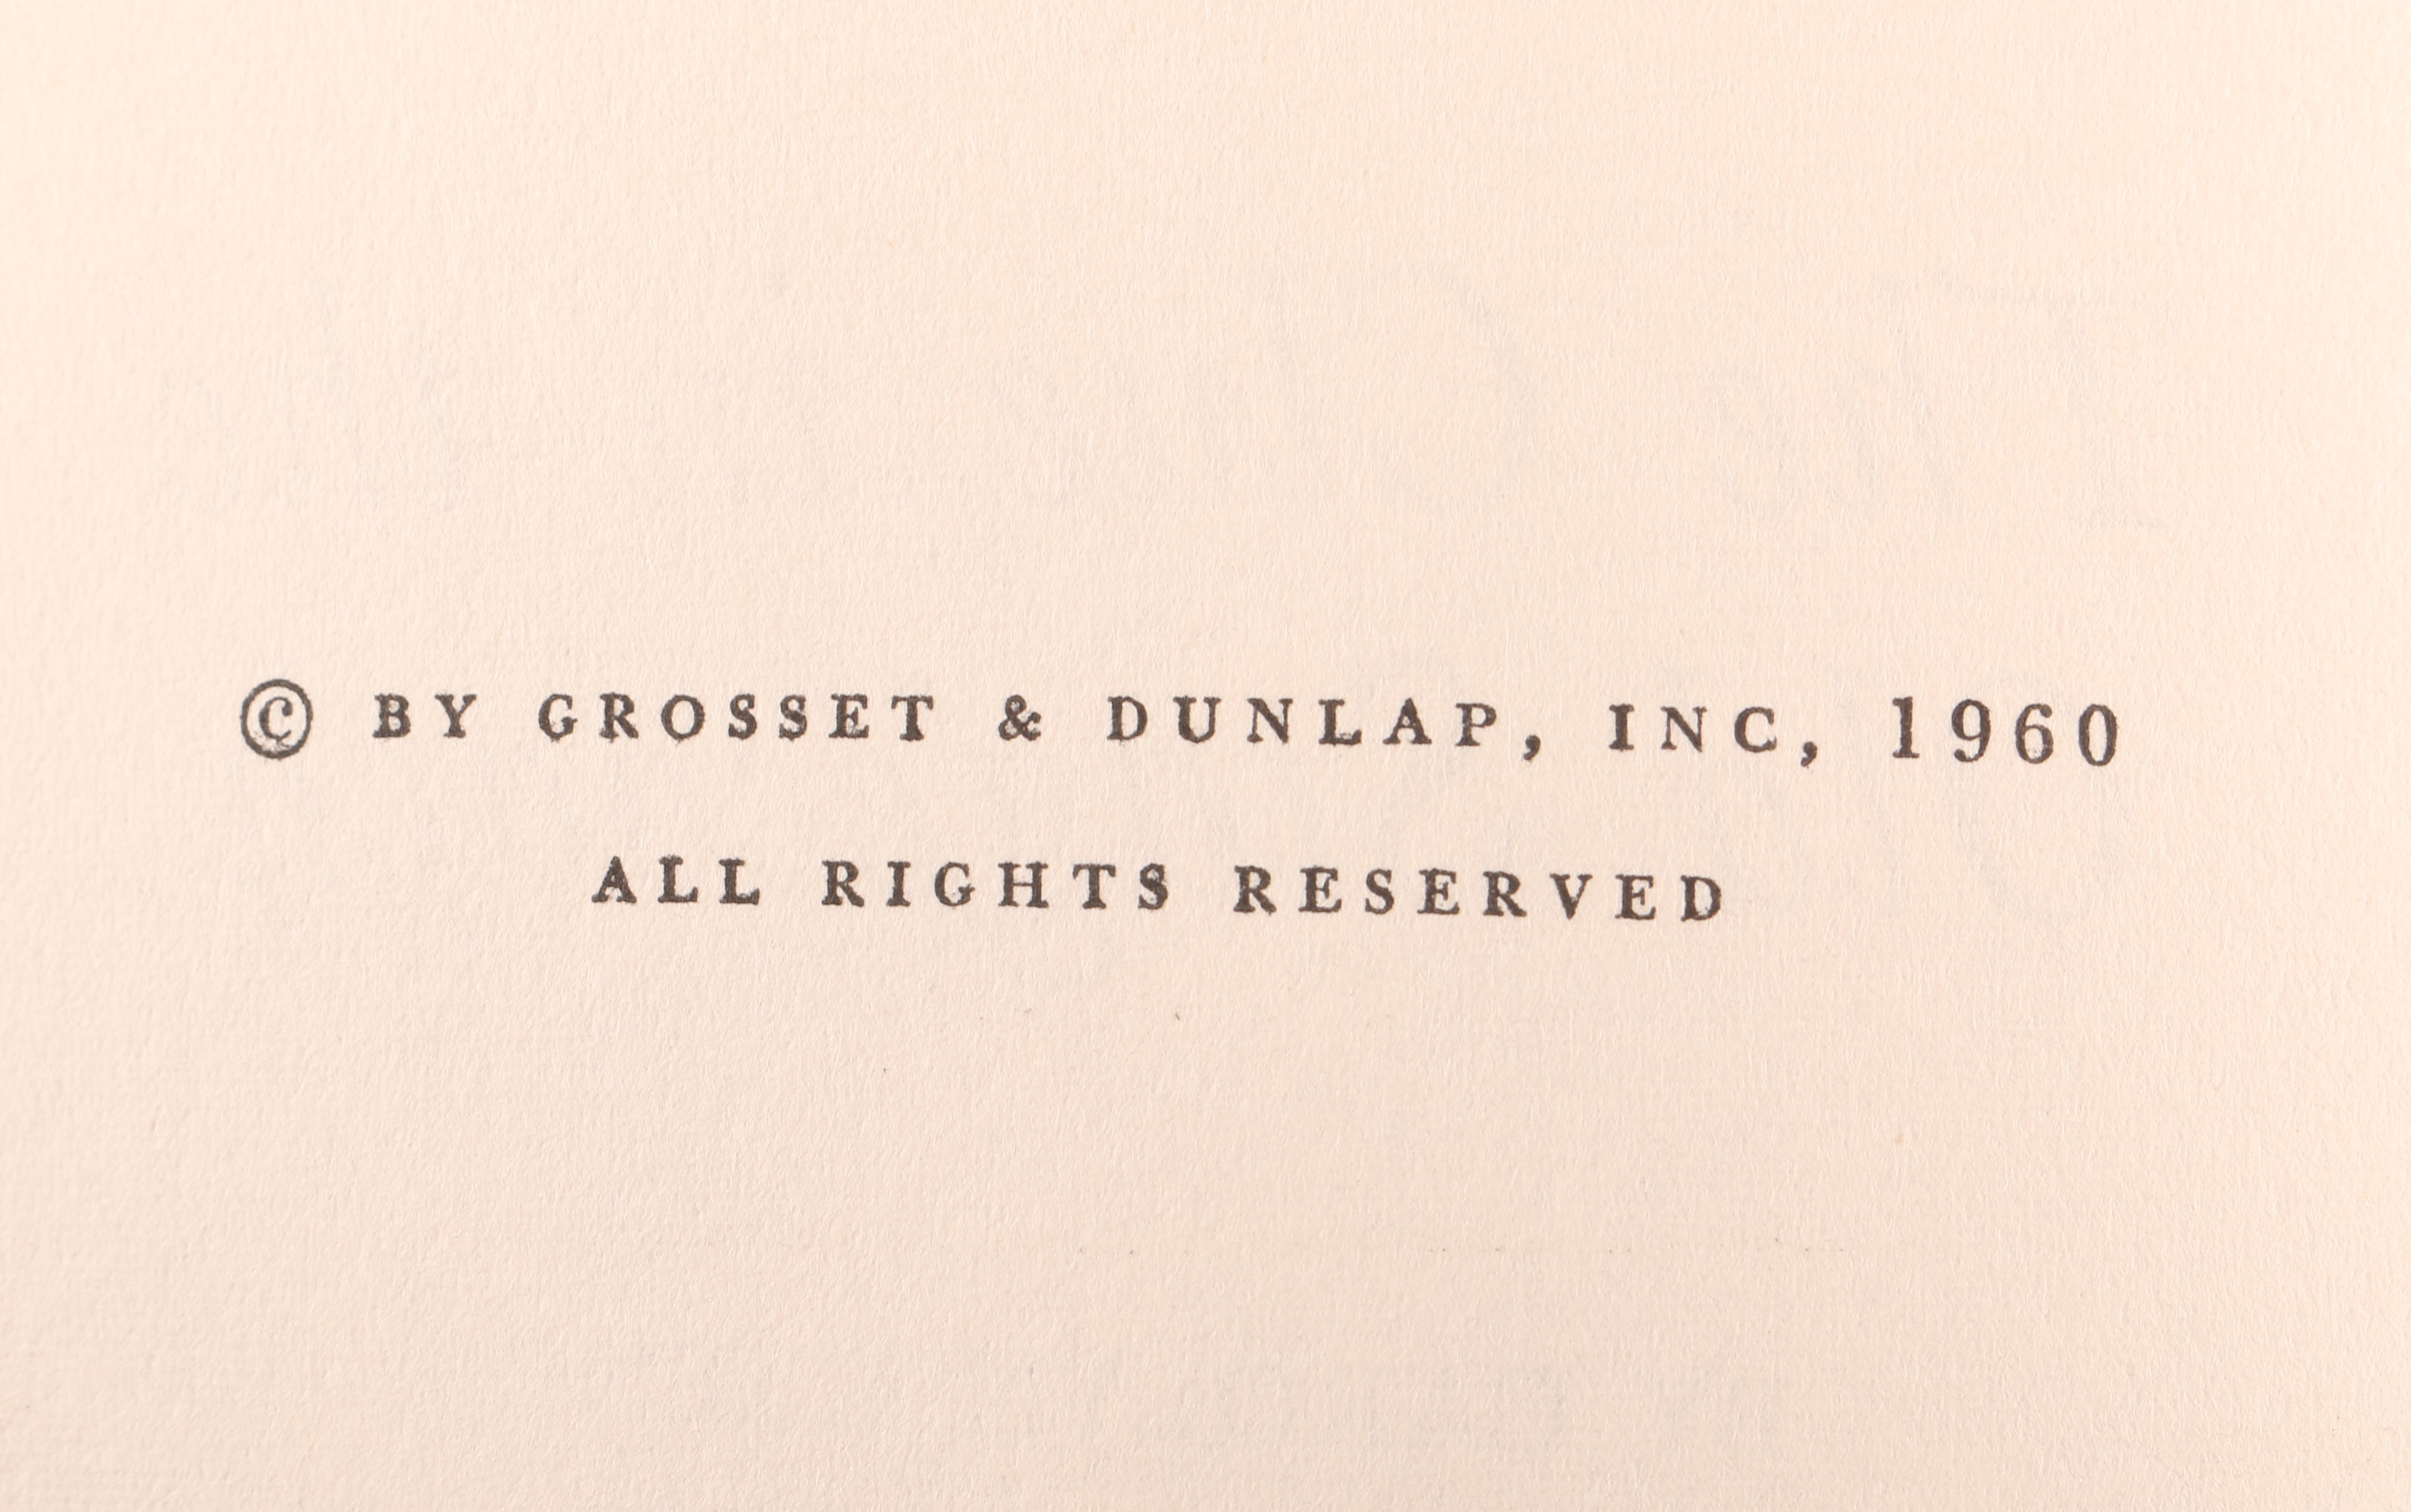 © BY GROSSET & DUNLAP, INC, 1960
ALL RIGHTS RESERVED